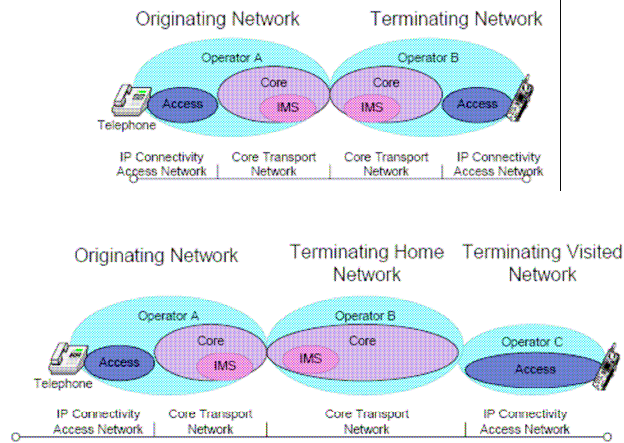 Originating Network
Terminating Network
Operator A
Operator B
Core
Core
Access
IMS
IMS
Access
Telephone
IP Connectivity
Access Network
Core Transport
Network
Core Transport
Network
IP Connectivity
Access Network
Originating Network
Terminating Home
Network
Terminating Visited
Network
Operator A
Operator B
Operator C
Core
Core
Access
IMS
IMS
Access
Telephone
IP Connectivity
Access Network
Core Transport
Network
Core Transport
Network
IP Connectivity
Access Network